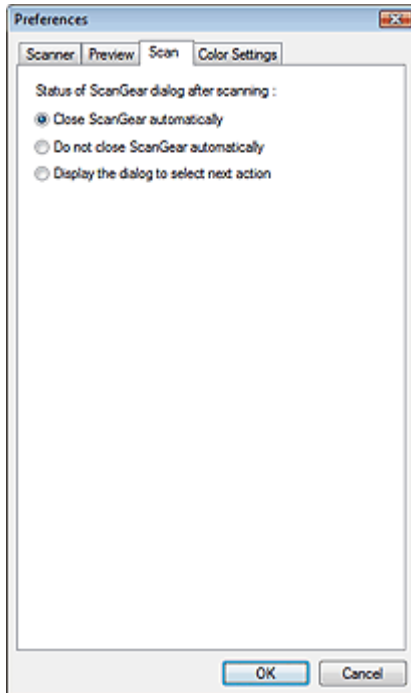 Preferences
Scanner Preview Scan Color Settings
Status of ScanGear dialog after scanning :
Close ScanGear automatically
Do not close ScanGear automatically
Display the dialog to select next action
OK Cancel